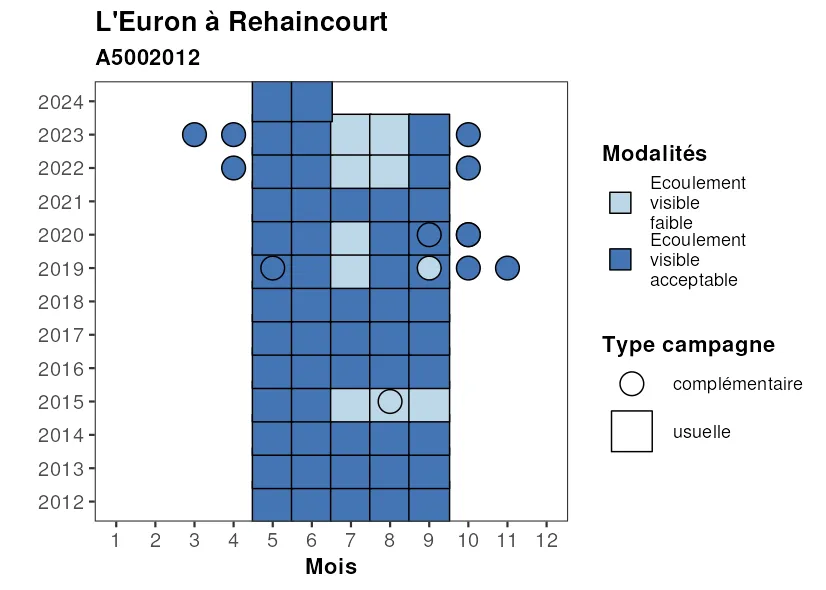 L'Euron à Rehaincourt
A5002012
2024
2023
2022
2021
2020
2019
2018
2017
2016
2015
2014
2013
2012
1 2 3 4 5 6 7 8 9 10 11 12
Mois
Modalités
Ecoulement
visible
faible
Ecoulement
visible
acceptable
Type campagne
complémentaire
usuelle